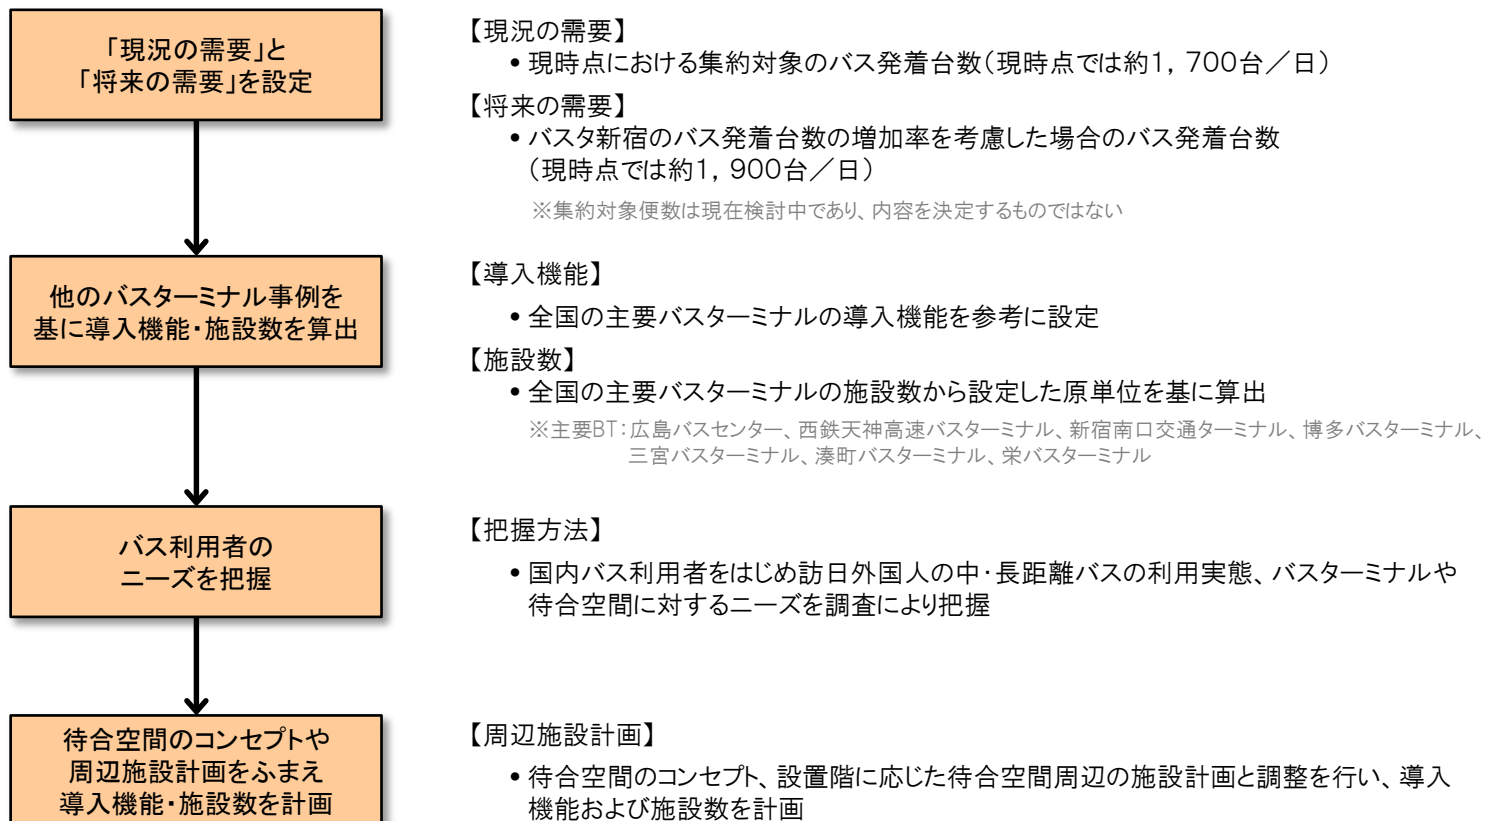 「現況の需要」と
「将来の需要」を設定
【現況の需要】
• 現時点における集約対象のバス発着台数（現時点では約１，７００台／日）
【将来の需要】
• バスタ新宿のバス発着台数の増加率を考慮した場合のバス発着台数
（現時点では約１，９００台／日）
※集約対象便数は現在検討中であり、内容を決定するものではない
他のバスターミナル事例を
基に導入機能・施設数を算出
【導入機能】
• 全国の主要バスターミナルの導入機能を参考に設定
【施設数】
• 全国の主要バスターミナルの施設数から設定した原単位を基に算出
※主要BT：広島バスセンター、西鉄天神高速バスターミナル、新宿南口交通ターミナル、博多バスターミナル、
三宮バスターミナル、湊町バスターミナル、栄バスターミナル
バス利用者の
ニーズを把握
【把握方法】
• 国内バス利用者をはじめ訪日外国人の中・長距離バスの利用実態、バスターミナルや
待合空間に対するニーズを調査により把握
待合空間のコンセプトや
周辺施設計画をふまえ
導入機能・施設数を計画
【周辺施設計画】
• 待合空間のコンセプト、設置階に応じた待合空間周辺の施設計画と調整を行い、導入
機能および施設数を計画